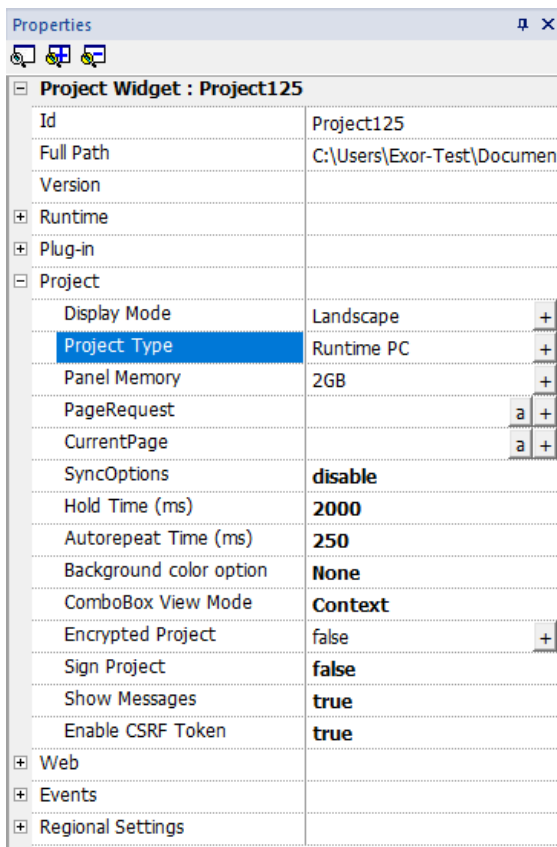 Properties
Project Widget : Project125
Id Project125
Full Path C:\Users\Exor-Test\Documen
Version
Runtime
Plug-in
Project
Display Mode Landscape +
Project Type Runtime PC +
Panel Memory 2GB +
PageRequest a +
CurrentPage a +
SyncOptions disable
Hold Time (ms) 2000
Autorepeat Time (ms) 250
Background color option None
ComboBox View Mode Context
Encrypted Project false +
Sign Project false
Show Messages true
Enable CSRF Token true
Web
Events
Regional Settings